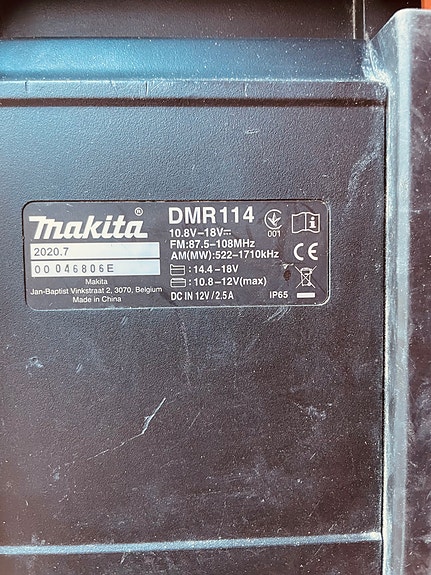 makita®
2020.7
00 046806E
Makita
Jan-Baptist Vinkstraat 2, 3070, Belgium
Made in China
DMR114
10.8V-18V⎓
FM:87.5-108MHz
AM(MW):522-1710kHz
:14.4-18V
:10.8-12V(max)
DC IN 12V/2.5A
001
CE
IP65